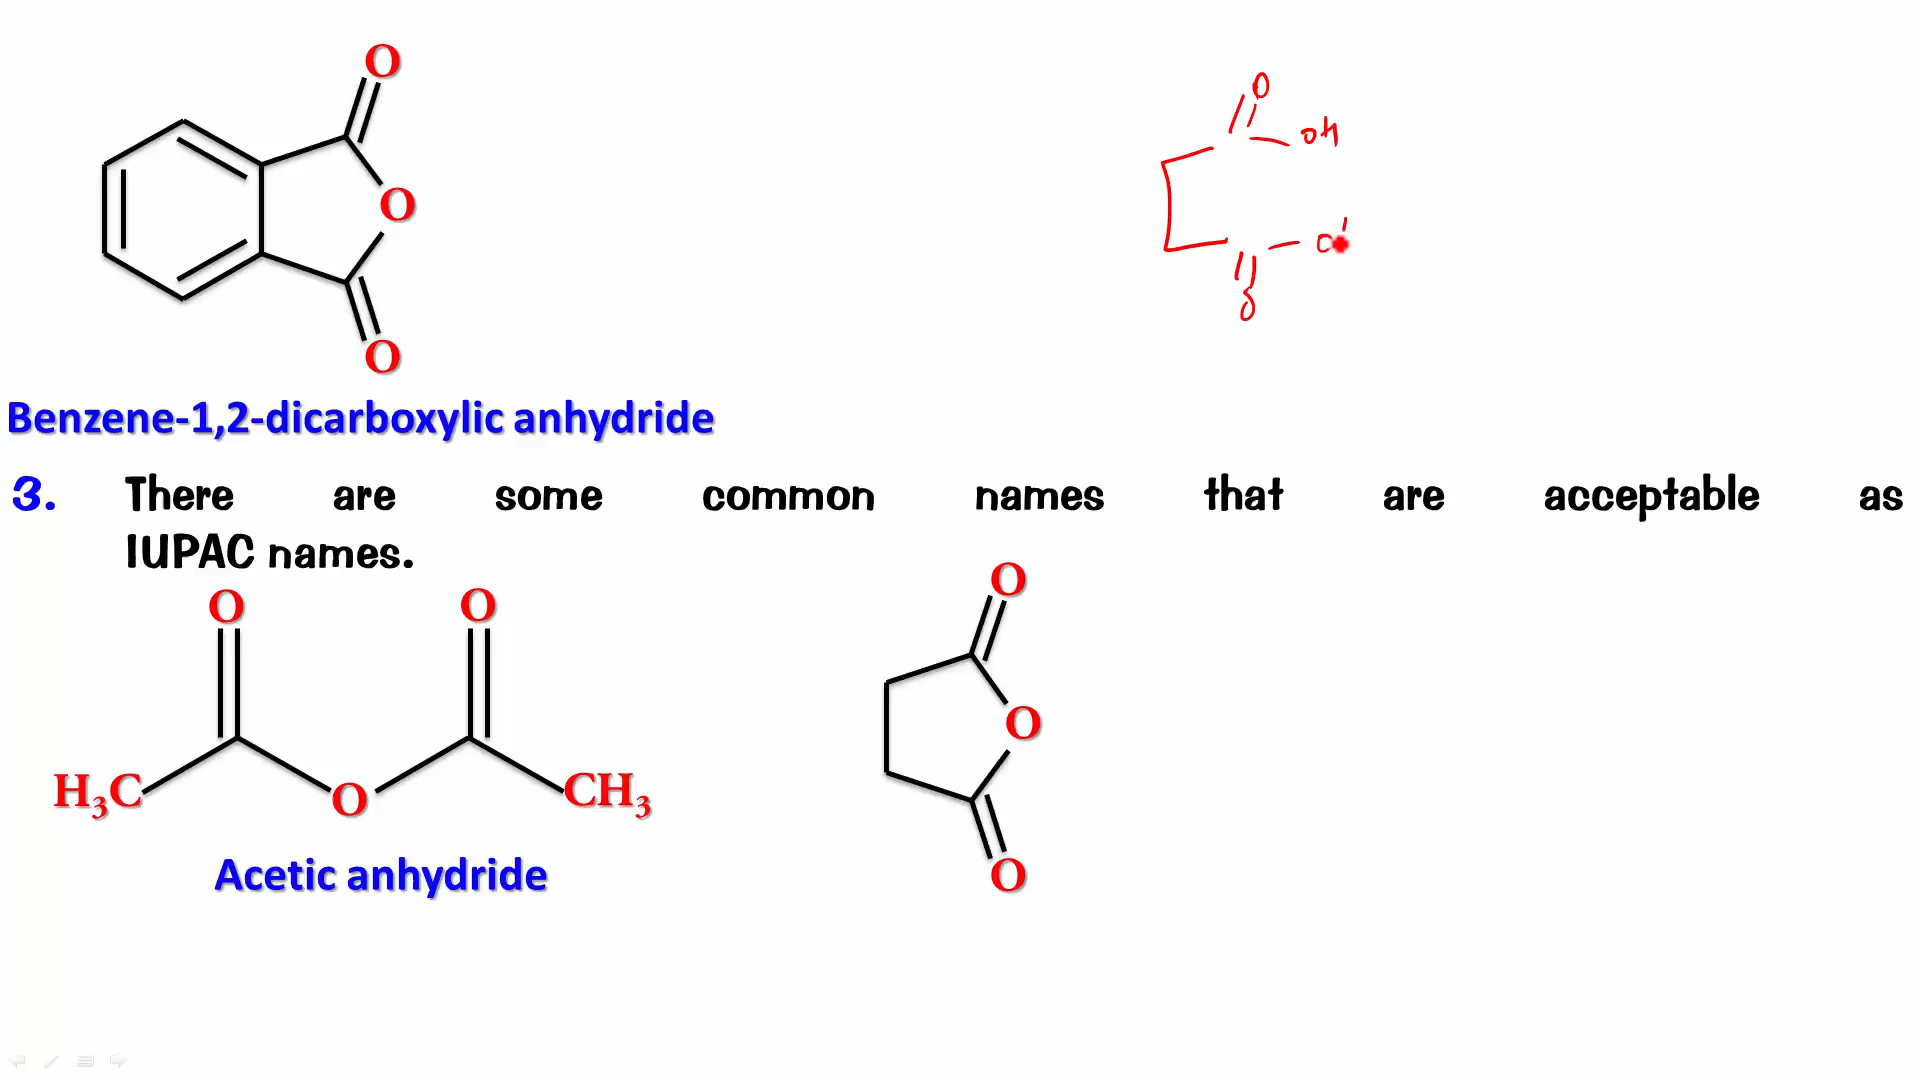 O
O
OH
O
O
O
O
Benzene-1,2-dicarboxylic anhydride
3. There are some common names that are acceptable as
IUPAC names.
O O O
O
H₃C O CH₃
Acetic anhydride O